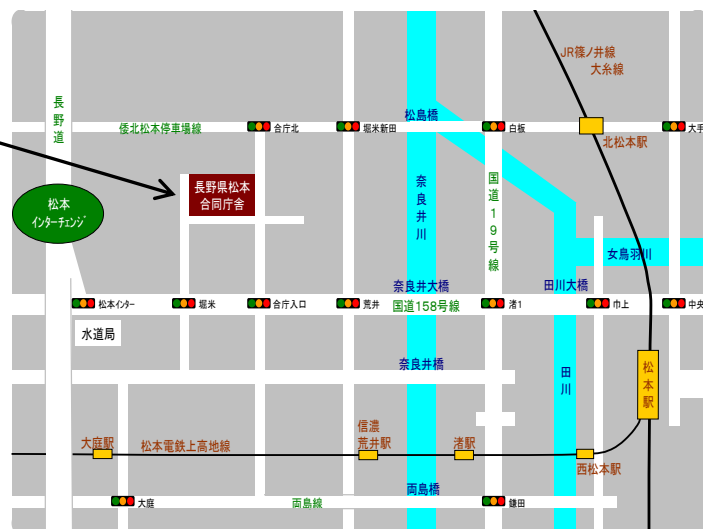 JR篠ノ井線
大糸線
長野道
倭北松本停車場線
合庁北
堀米新田
松島橋
白板
北松本駅
大手
長野県松本
合同庁舎
松本
インターチェンジ
奈良井川
国道19号線
女鳥羽川
奈良井大橋
田川大橋
松本インター
堀米
合庁入口
荒井
国道158号線
渚1
巾上
中央
水道局
奈良井橋
田川
松本駅
大庭駅
松本電鉄上高地線
信濃
荒井駅
渚駅
西松本駅
大庭
両島線
両島橋
鎌田